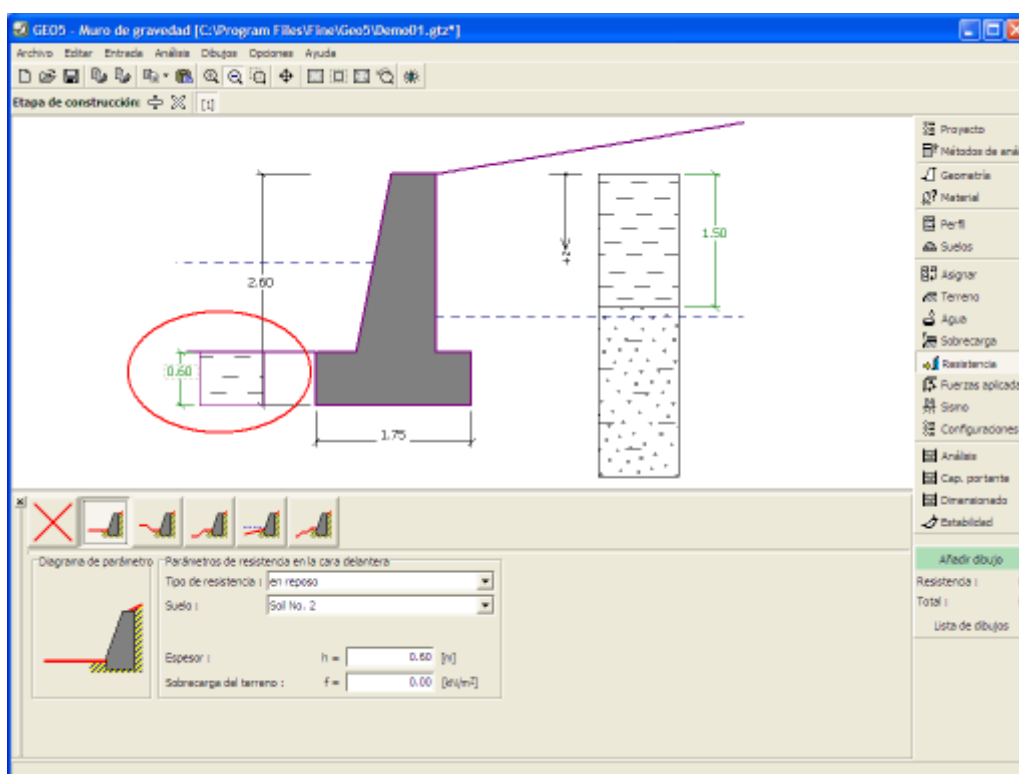 GEO5 - Muro de gravedad [C:\Program Files\Fine\Geo5\Demo01.gtz*]
Archivo Editar Entrada Análisis Dibujos Opciones Ayuda
Etapa de construcción: [1]
Proyecto
Métodos de aná
Geometría
Material
Perfil
Suelos
Asignar
Terreno
Agua
Sobrecarga
Resistencia
Fuerzas aplicada
Sismo
Configuraciones
Análisis
Cap. portante
Dimensionado
Estabilidad
Añadir dibujo
Resistencia :
Total :
Lista de dibujos
2.60
+z
1.50
0.60
1.75
Diagrama de parámetro
Parámetros de resistencia en la cara delantera
Tipo de resistencia : en reposo
Suelo : Soil No. 2
Espesor : h = 0.60 [m]
Sobrecarga del terreno : f = 0.00 [kN/m²]